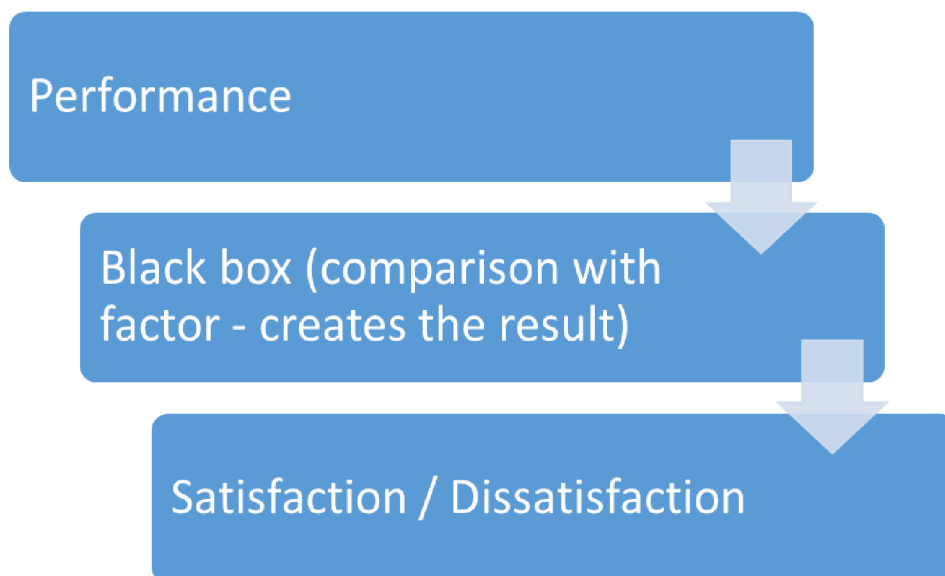 Performance
Black box (comparison with
factor - creates the result)
Satisfaction / Dissatisfaction